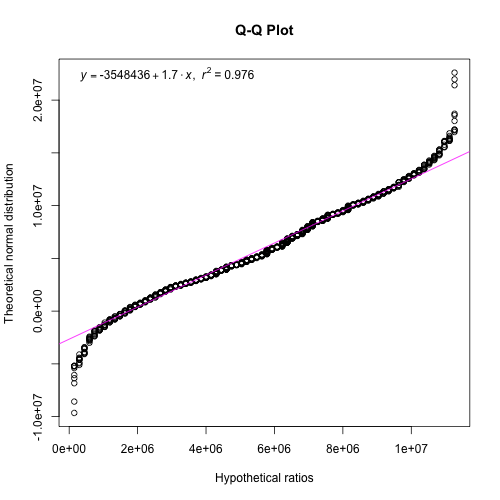 Q-Q Plot
y = -3548436 + 1.7 · x, r² = 0.976
Theoretical normal distribution
2.0e+07
1.0e+07
0.0e+00
-1.0e+07
0e+00 2e+06 4e+06 6e+06 8e+06 1e+07
Hypothetical ratios